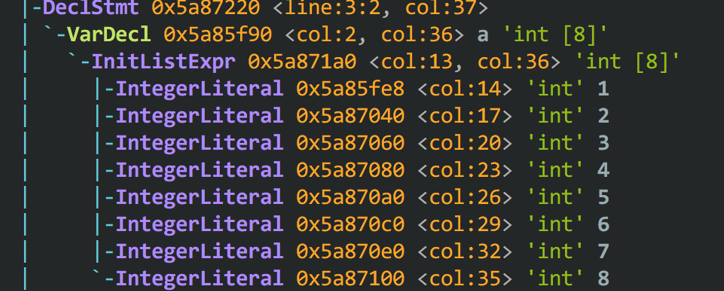 |-DeclStmt 0x5a87220 <line:3:2, col:37>
| `-VarDecl 0x5a85f90 <col:2, col:36> a 'int [8]'
|   `-InitListExpr 0x5a871a0 <col:13, col:36> 'int [8]'
|     |-IntegerLiteral 0x5a85fe8 <col:14> 'int' 1
|     |-IntegerLiteral 0x5a87040 <col:17> 'int' 2
|     |-IntegerLiteral 0x5a87060 <col:20> 'int' 3
|     |-IntegerLiteral 0x5a87080 <col:23> 'int' 4
|     |-IntegerLiteral 0x5a870a0 <col:26> 'int' 5
|     |-IntegerLiteral 0x5a870c0 <col:29> 'int' 6
|     |-IntegerLiteral 0x5a870e0 <col:32> 'int' 7
|     `-IntegerLiteral 0x5a87100 <col:35> 'int' 8